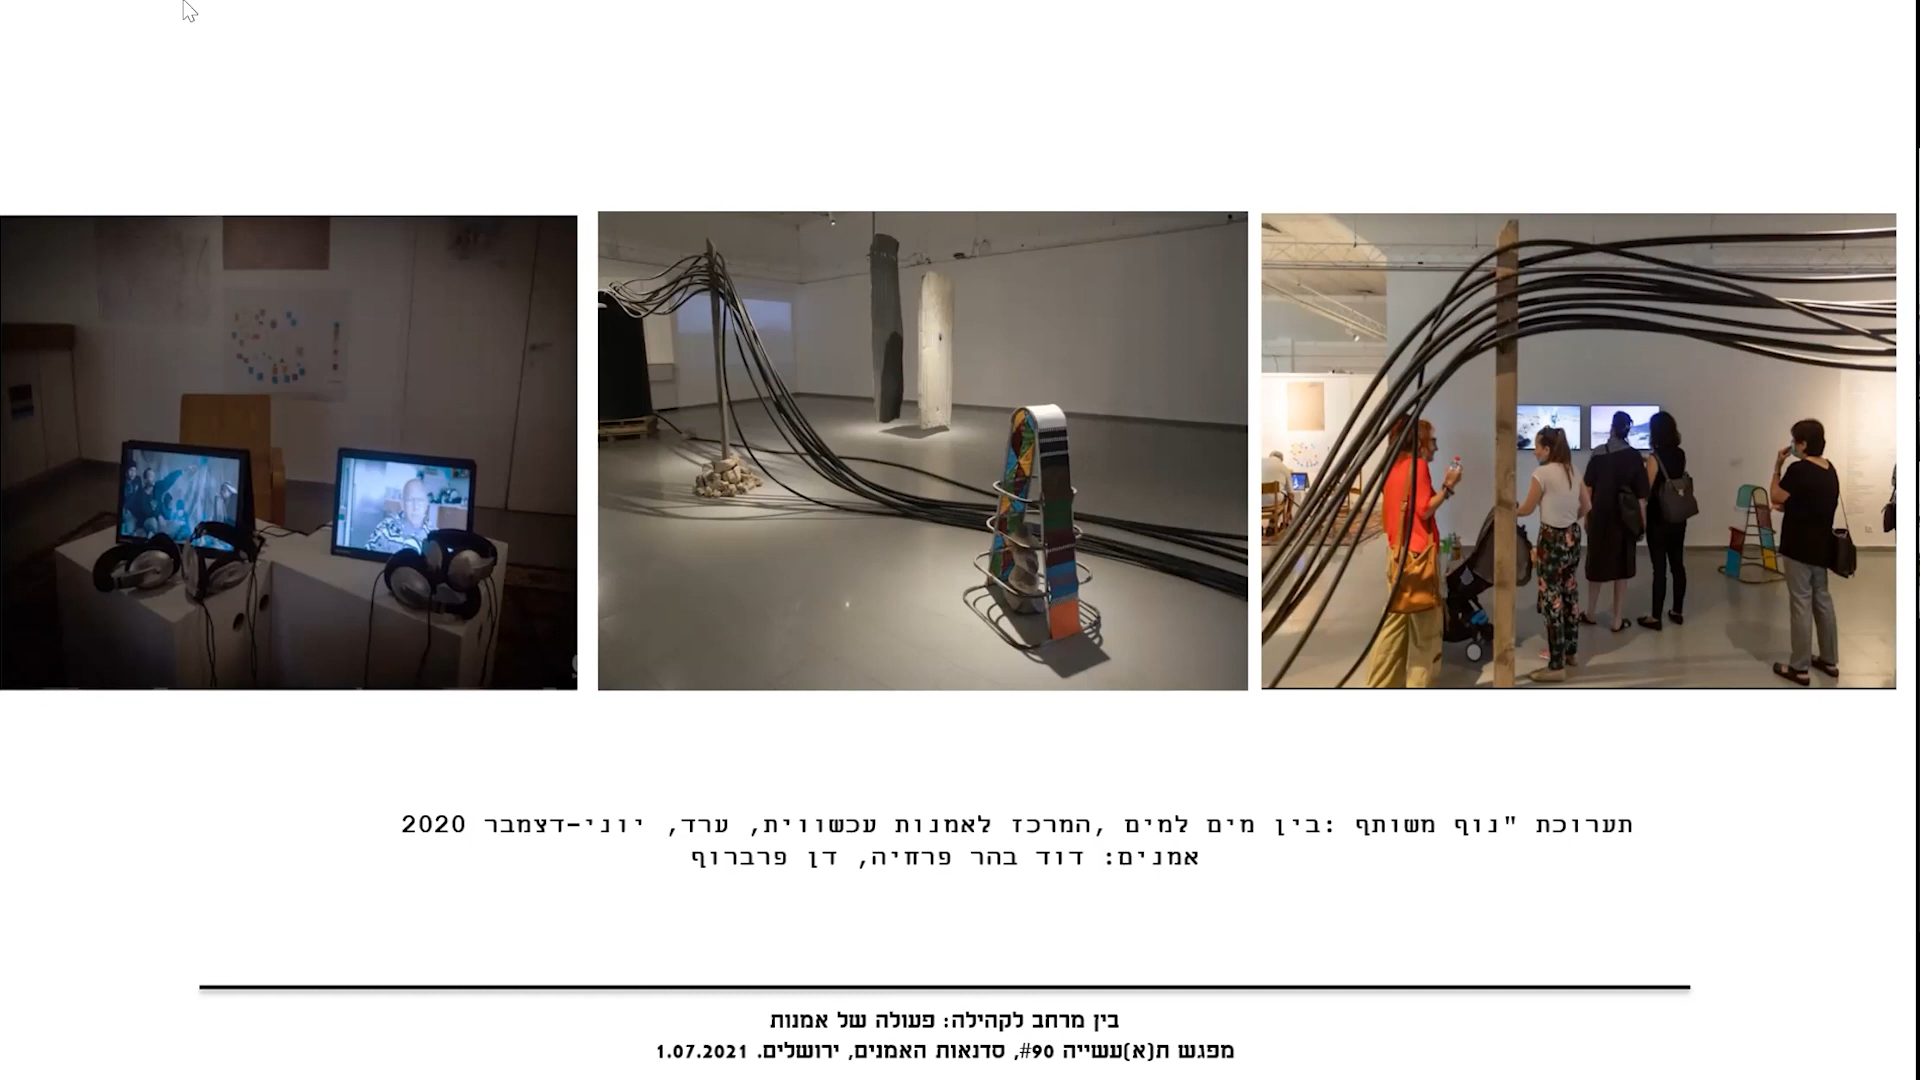 תערוכת "נוף משותף :בין מים למים ,המרכז לאמנות עכשווית, ערד, יוני-דצמבר 2020
אמנים: דוד בהר פרחיה, דן פרברוף
בין מרחב לקהילה: פעולה של אמנות
מפגש ת(א)עשייה #90, סדנאות האמנים, ירושלים. 1.07.2021